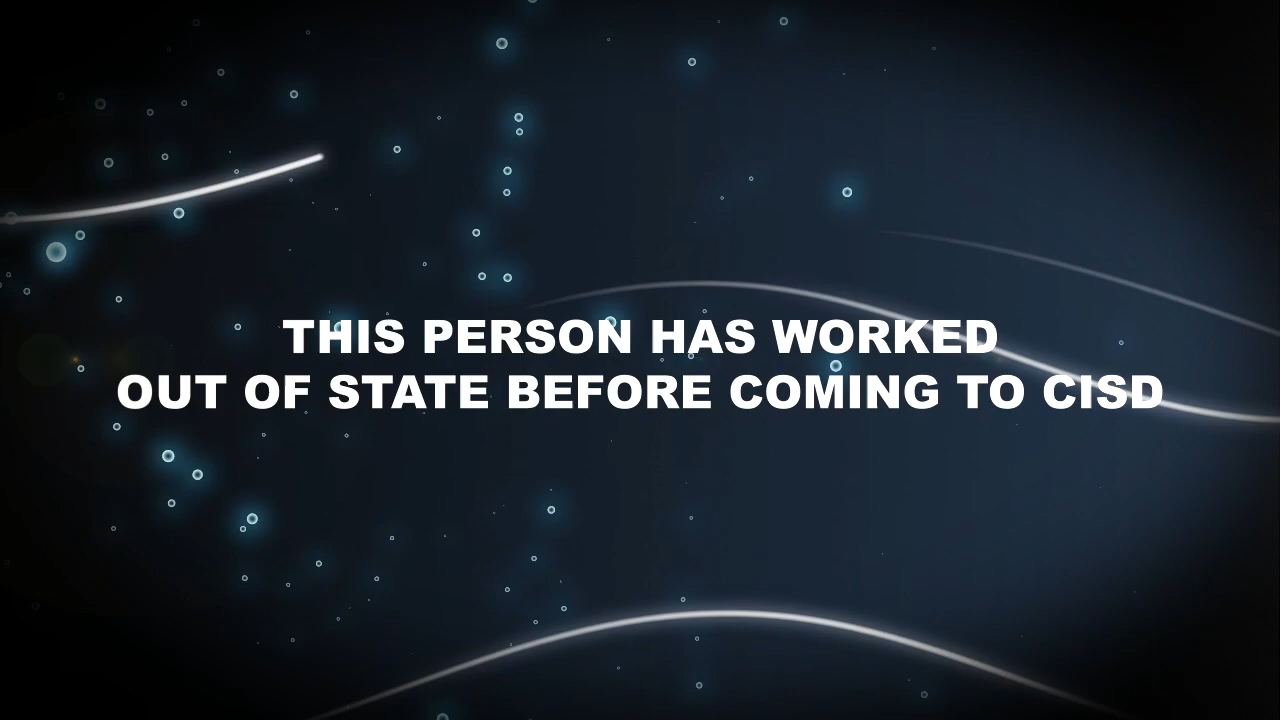 THIS PERSON HAS WORKED
OUT OF STATE BEFORE COMING TO CISD